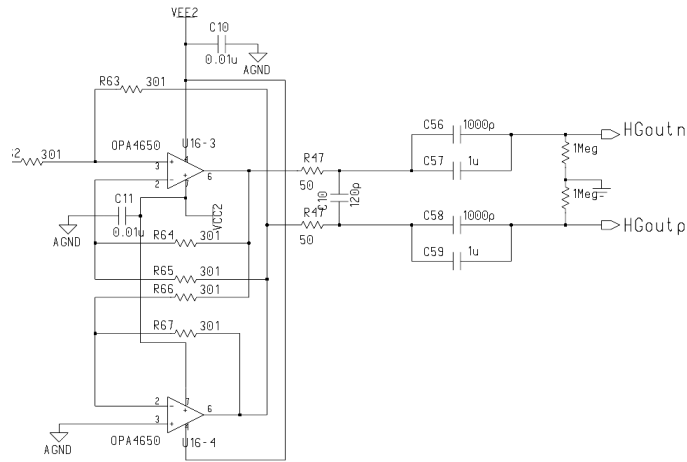 VEE2
C10
0.01u
AGND
R63 301
OPA4650
U16-3
301
3
2
4
7
6
C11
0.01u
AGND
VCC2
R64 301
R65 301
R66 301
R67 301
2
3
7
6
4
AGND
OPA4650
U16-4
R47
50
C10
120p
R47
50
C56 1000p
C57 1u
C58 1000p
C59 1u
1Meg
1Meg
HGoutn
HGoutp